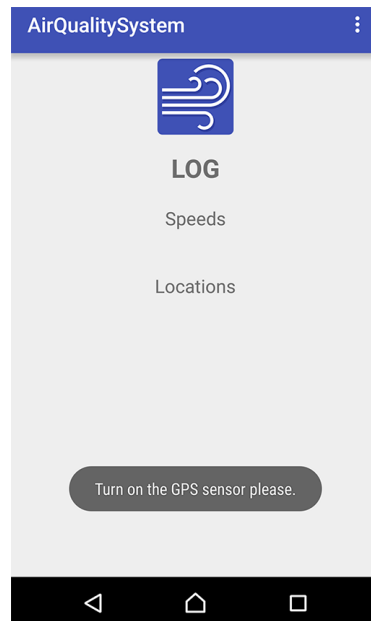 AirQualitySystem
LOG
Speeds
Locations
Turn on the GPS sensor please.